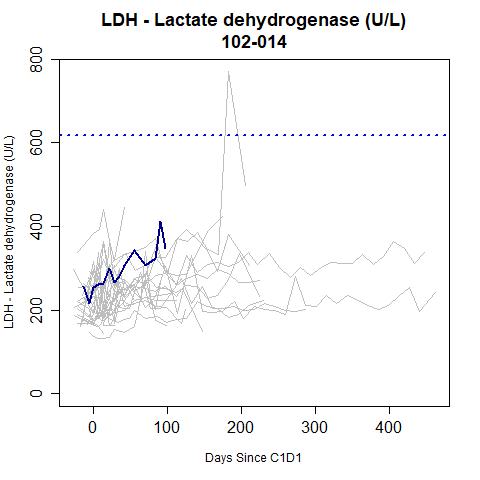 LDH - Lactate dehydrogenase (U/L)
102-014
LDH - Lactate dehydrogenase (U/L)
800
600
400
200
0
0 100 200 300 400
Days Since C1D1